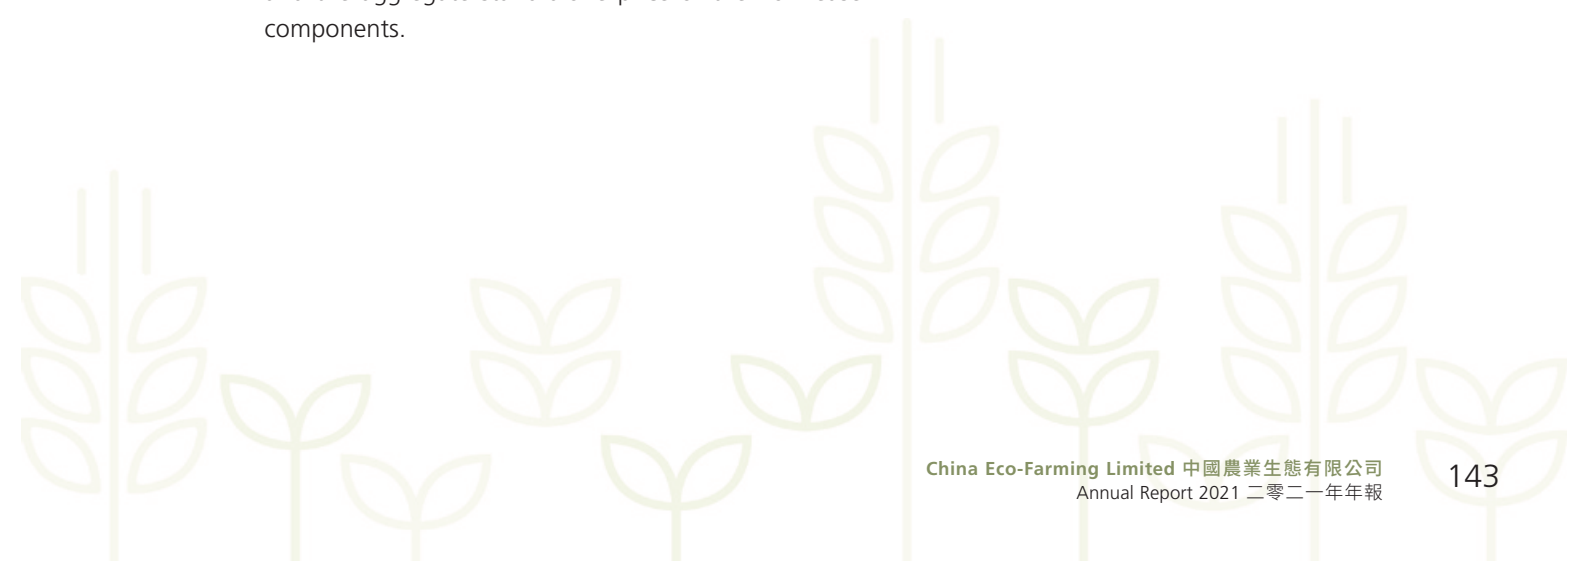 components.
China Eco-Farming Limited 中國農業生態有限公司
Annual Report 2021 二零二一年年報
143